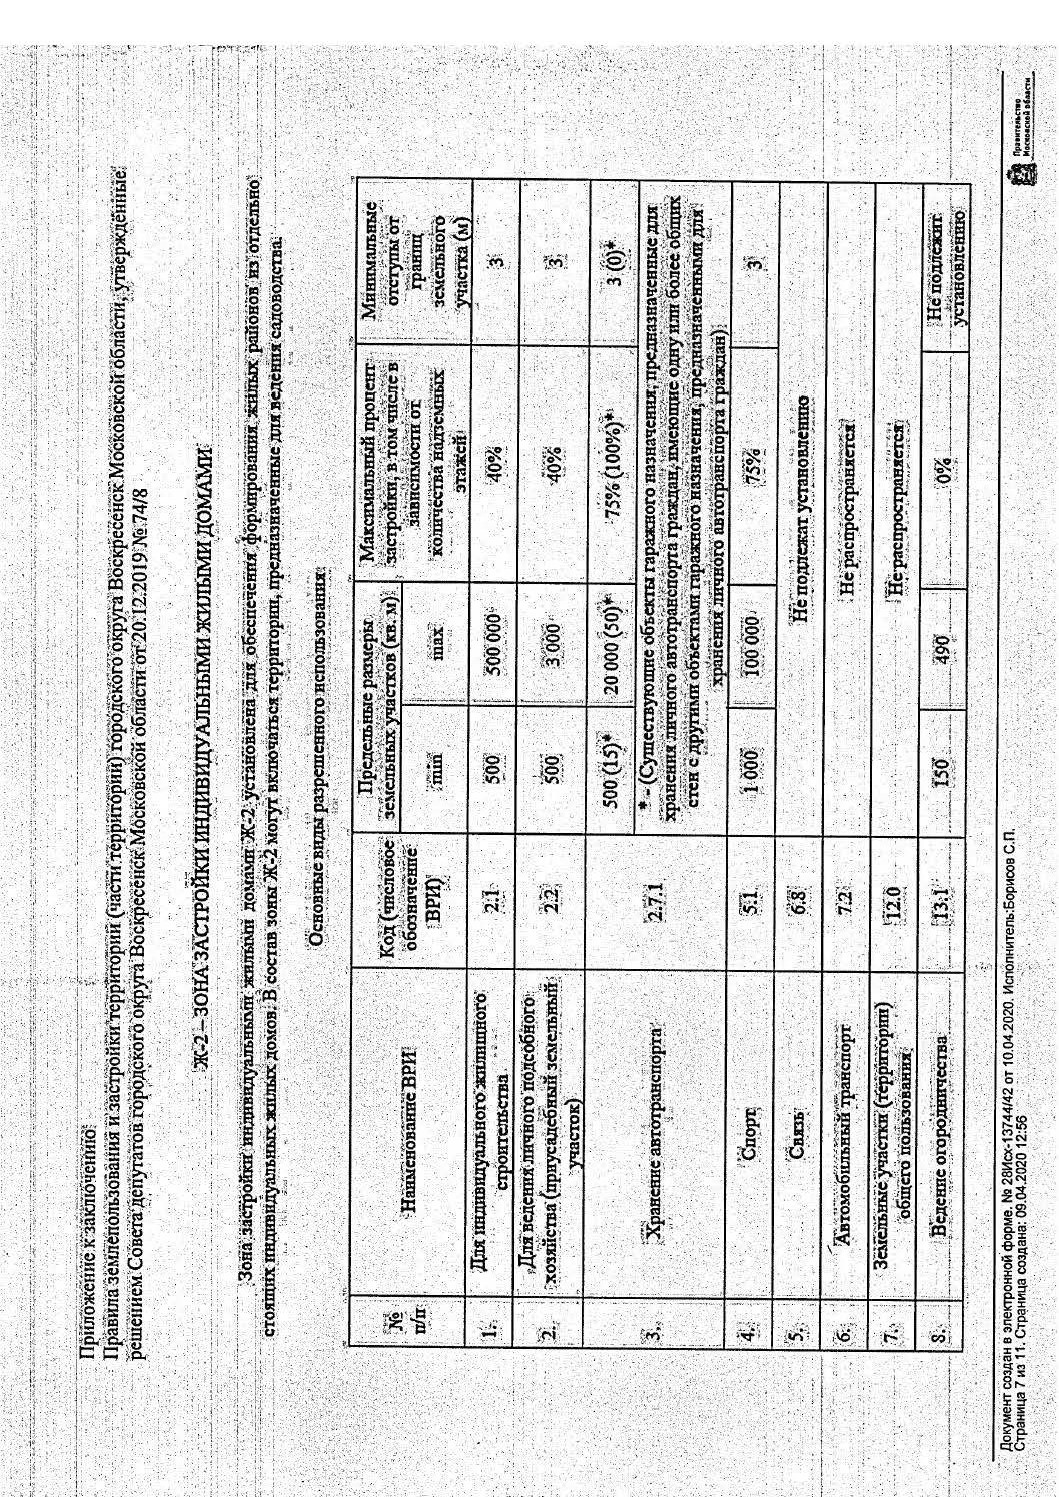 Приложение к заключению
Правила землепользования и застройки территории (части территории) городского округа Воскресенск Московской области, утвержденные
решением Совета депутатов городского округа Воскресенск Московской области от 20.12.2019 № 74/8
Ж-2 – ЗОНА ЗАСТРОЙКИ ИНДИВИДУАЛЬНЫМИ ЖИЛЫМИ ДОМАМИ
Зона застройки индивидуальными жилыми домами Ж-2 установлена для обеспечения формирования жилых районов из отдельно
стоящих индивидуальных жилых домов. В состав зоны Ж-2 могут включаться территории, предназначенные для ведения садоводства.
Основные виды разрешенного использования
№
п/п
Наименование ВРИ
Код (числовое
обозначение
ВРИ)
Предельные размеры
земельных участков (кв. м)
min
max
Максимальный процент
застройки, в том числе в
зависимости от
количества надземных
этажей
Минимальные
отступы от
границ
земельного
участка (м)
1.
Для индивидуального жилищного
строительства
2.1
500
500 000
40%
3
2.
Для ведения личного подсобного
хозяйства (приусадебный земельный
участок)
2.2
500
3 000
40%
3
3.
Хранение автотранспорта
2.7.1
500 (15)*
20 000 (50)*
75% (100%)*
3 (0)*
* - (Существующие объекты гаражного назначения, предназначенные для
хранения личного автотранспорта граждан, имеющие одну или более общих
стен с другими объектами гаражного назначения, предназначенными для
хранения личного автотранспорта граждан)
4.
Спорт
5.1
1 000
100 000
75%
3
5.
Связь
6.8
Не подлежат установлению
6.
Автомобильный транспорт
7.2
Не распространяется
7.
Земельные участки (территории)
общего пользования
12.0
Не распространяется
8.
Ведение огородничества
13.1
150
490
0%
Не подлежит
установлению
Документ создан в электронной форме. № 28Исх-13744/42 от 10.04.2020. Исполнитель:Борисов С.П.
Страница 7 из 11. Страница создана: 09.04.2020 12:56
Правительство
Московской области